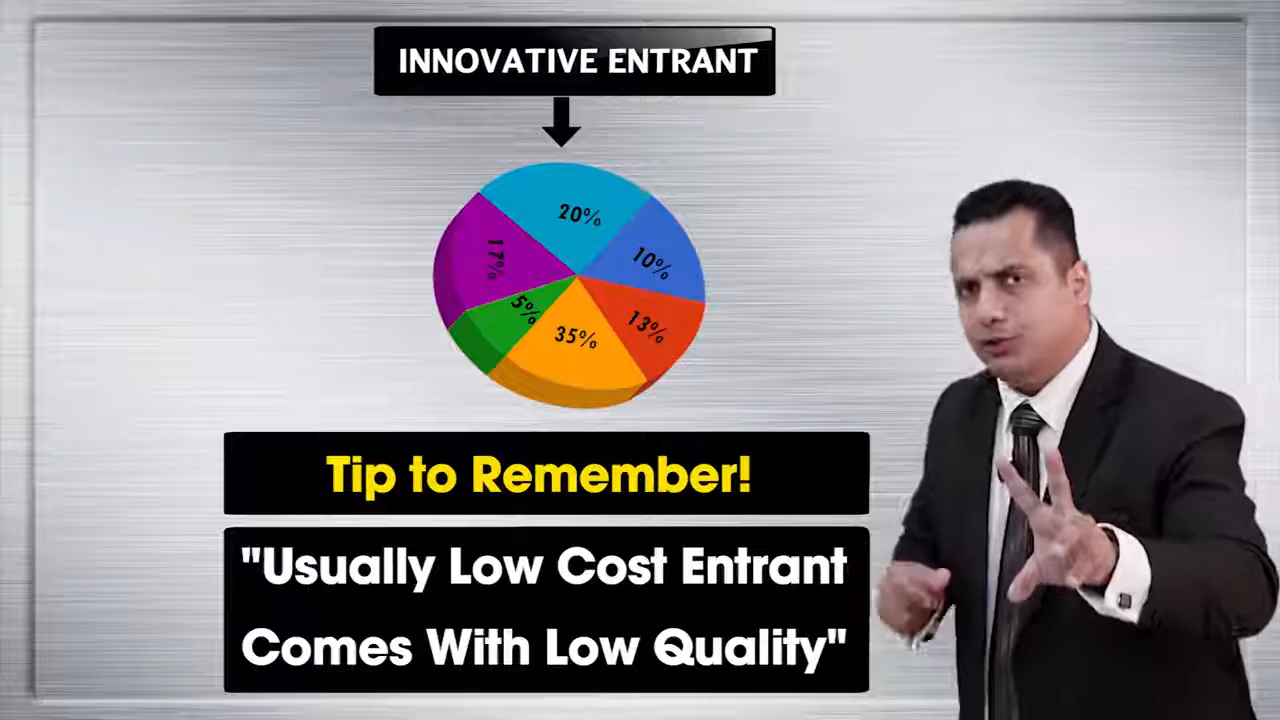 INNOVATIVE ENTRANT
20%
10%
17%
5%
35%
13%
Tip to Remember!
"Usually Low Cost Entrant
Comes With Low Quality"